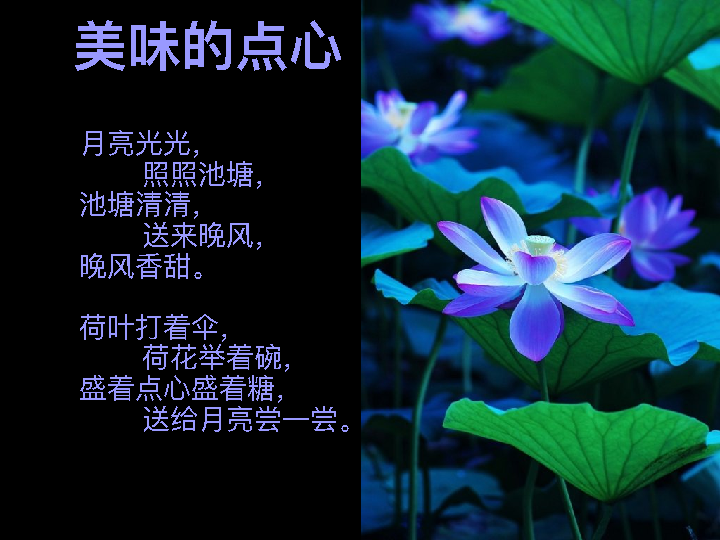 美味的点心
月亮光光，
照照池塘，
池塘清清，
送来晚风，
晚风香甜。
荷叶打着伞，
荷花举着碗，
盛着点心盛着糖，
送给月亮尝一尝。